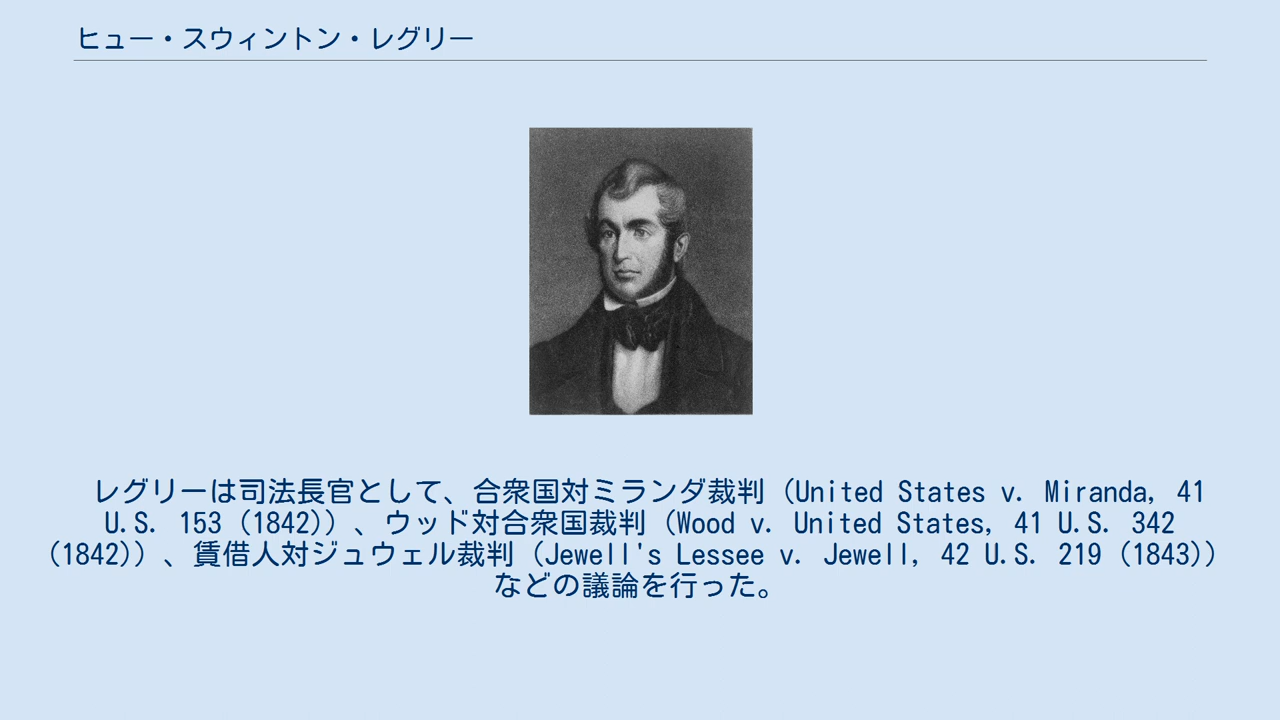 ヒュー・スウィントン・レグリー
レグリーは司法長官として、合衆国対ミランダ裁判（United States v. Miranda, 41
U.S. 153 (1842)）、ウッド対合衆国裁判（Wood v. United States, 41 U.S. 342
(1842)）、賃借人対ジュウェル裁判（Jewell's Lessee v. Jewell, 42 U.S. 219 (1843)）
などの議論を行った。